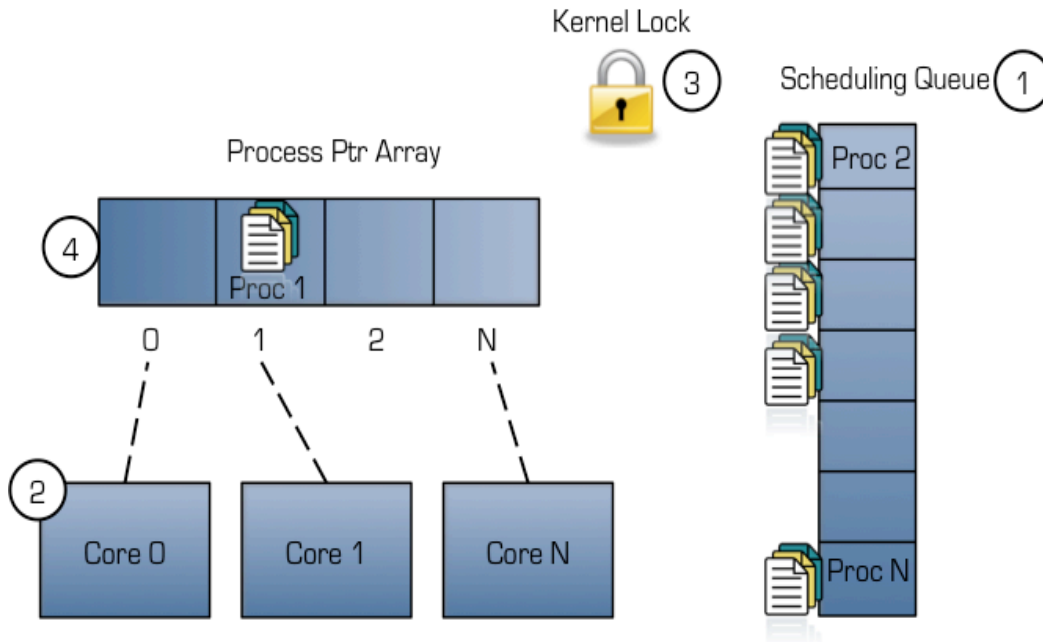 Kernel Lock
3
Scheduling Queue
1
Process Ptr Array
Proc 2
4
Proc 1
0
1
2
N
2
Core 0
Core 1
Core N
Proc N